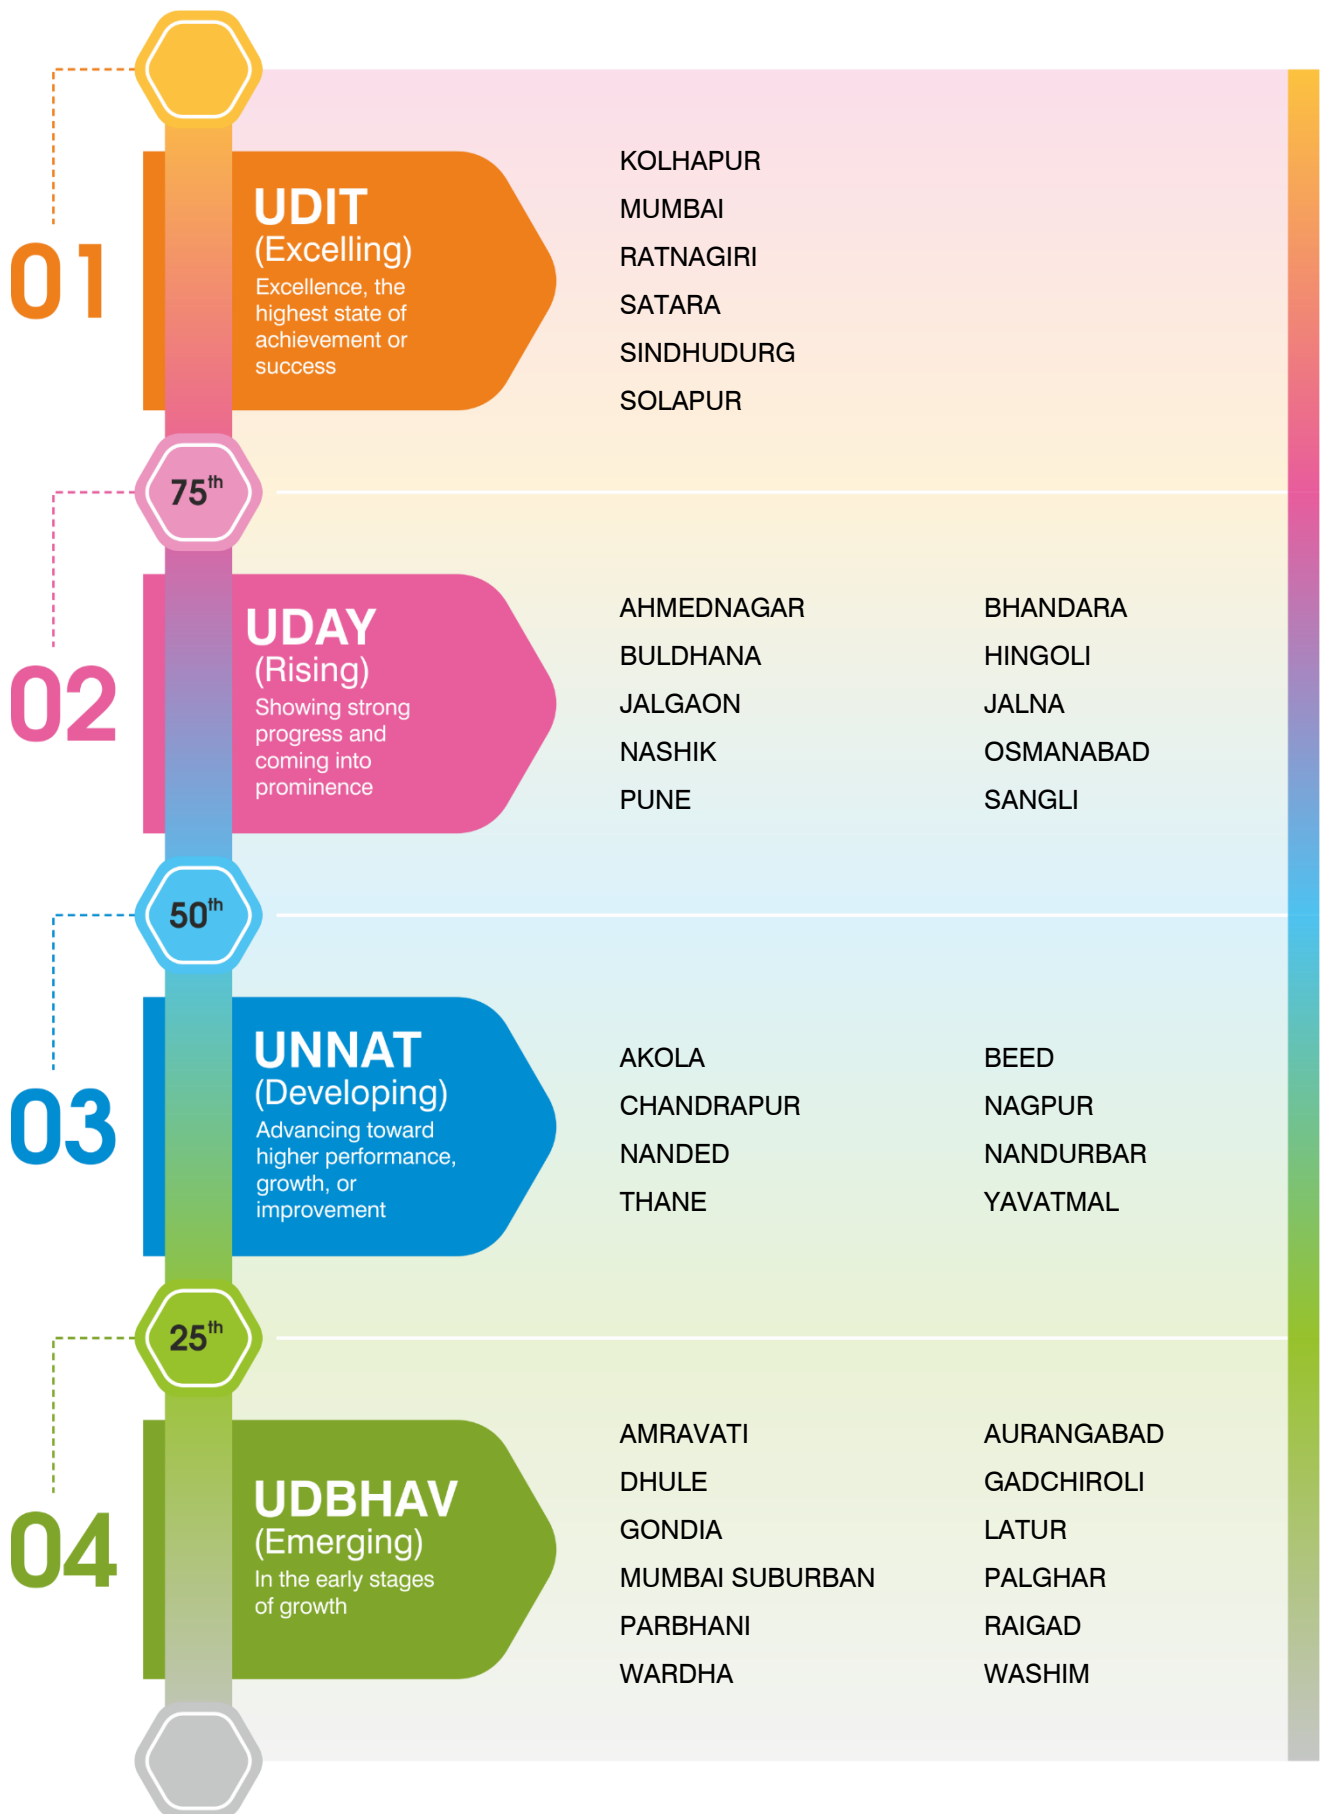 01
UDIT
(Excelling)
Excellence, the
highest state of
achievement or
success
KOLHAPUR
MUMBAI
RATNAGIRI
SATARA
SINDHUDURG
SOLAPUR
75th
02
UDAY
(Rising)
Showing strong
progress and
coming into
prominence
AHMEDNAGAR BHANDARA
BULDHANA HINGOLI
JALGAON JALNA
NASHIK OSMANABAD
PUNE SANGLI
50th
03
UNNAT
(Developing)
Advancing toward
higher performance,
growth, or
improvement
AKOLA BEED
CHANDRAPUR NAGPUR
NANDED NANDURBAR
THANE YAVATMAL
25th
04
UDBHAV
(Emerging)
In the early stages
of growth
AMRAVATI AURANGABAD
DHULE GADCHIROLI
GONDIA LATUR
MUMBAI SUBURBAN PALGHAR
PARBHANI RAIGAD
WARDHA WASHIM